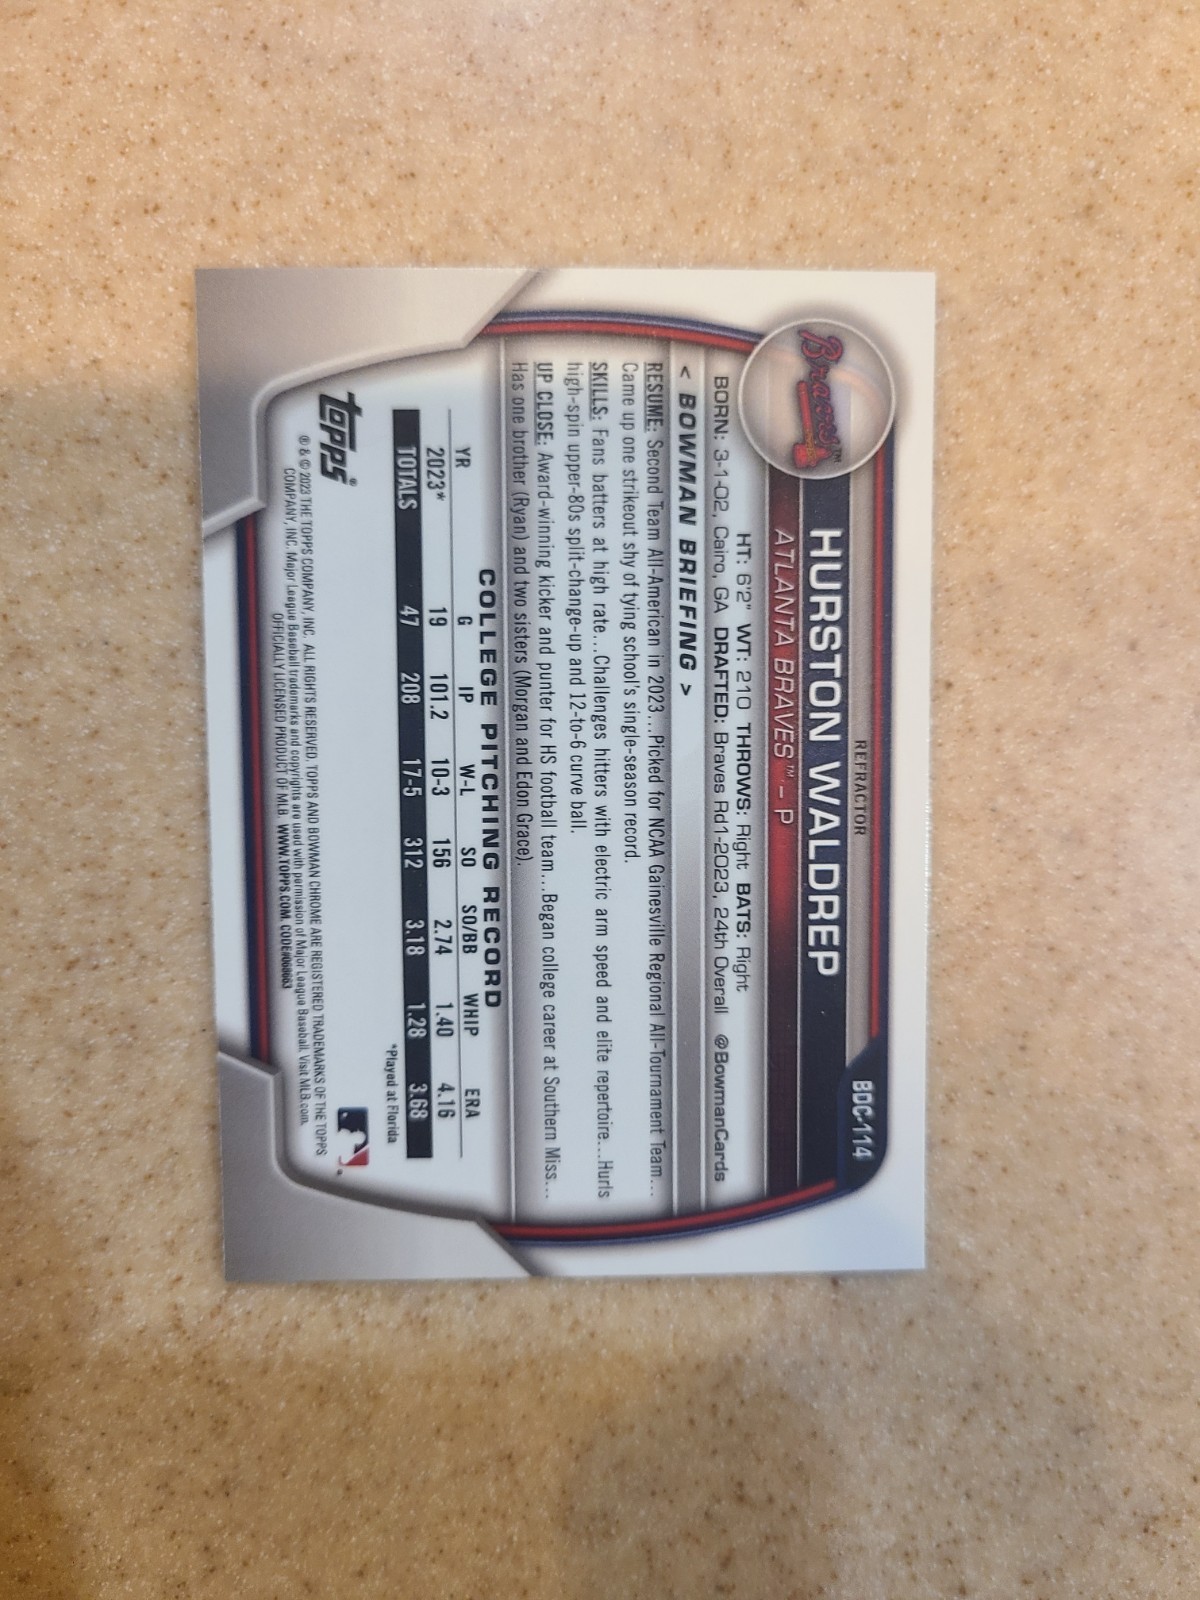 REFRACTOR
BDC-114
Braves™
HURSTON WALDREP
ATLANTA BRAVES™ – P
HT: 6'2" WT: 210 THROWS: Right BATS: Right
BORN: 3-1-02, Cairo, GA DRAFTED: Braves Rd1-2023, 24th Overall @BowmanCards
< BOWMAN BRIEFING >
RESUME: Second Team All-American in 2023...Picked for NCAA Gainesville Regional All-Tournament Team...
Came up one strikeout shy of tying school's single-season record.
SKILLS: Fans batters at high rate...Challenges hitters with electric arm speed and elite repertoire...Hurls
high-spin upper-80s split-change-up and 12-to-6 curve ball.
UP CLOSE: Award-winning kicker and punter for HS football team...Began college career at Southern Miss...
Has one brother (Ryan) and two sisters (Morgan and Edon Grace).
COLLEGE PITCHING RECORD
YR G IP W-L SO SO/BB WHIP ERA
2023* 19 101.2 10-3 156 2.74 1.40 4.16
TOTALS 47 208 17-5 312 3.18 1.28 3.68
*Played at Florida
topps®
® & © 2023 THE TOPPS COMPANY, INC. ALL RIGHTS RESERVED. TOPPS AND BOWMAN CHROME ARE REGISTERED TRADEMARKS OF THE TOPPS
COMPANY, INC. Major League Baseball trademarks and copyrights are used with permission of Major League Baseball. Visit MLB.com.
OFFICIALLY LICENSED PRODUCT OF MLB. WWW.TOPPS.COM. CODE#068663